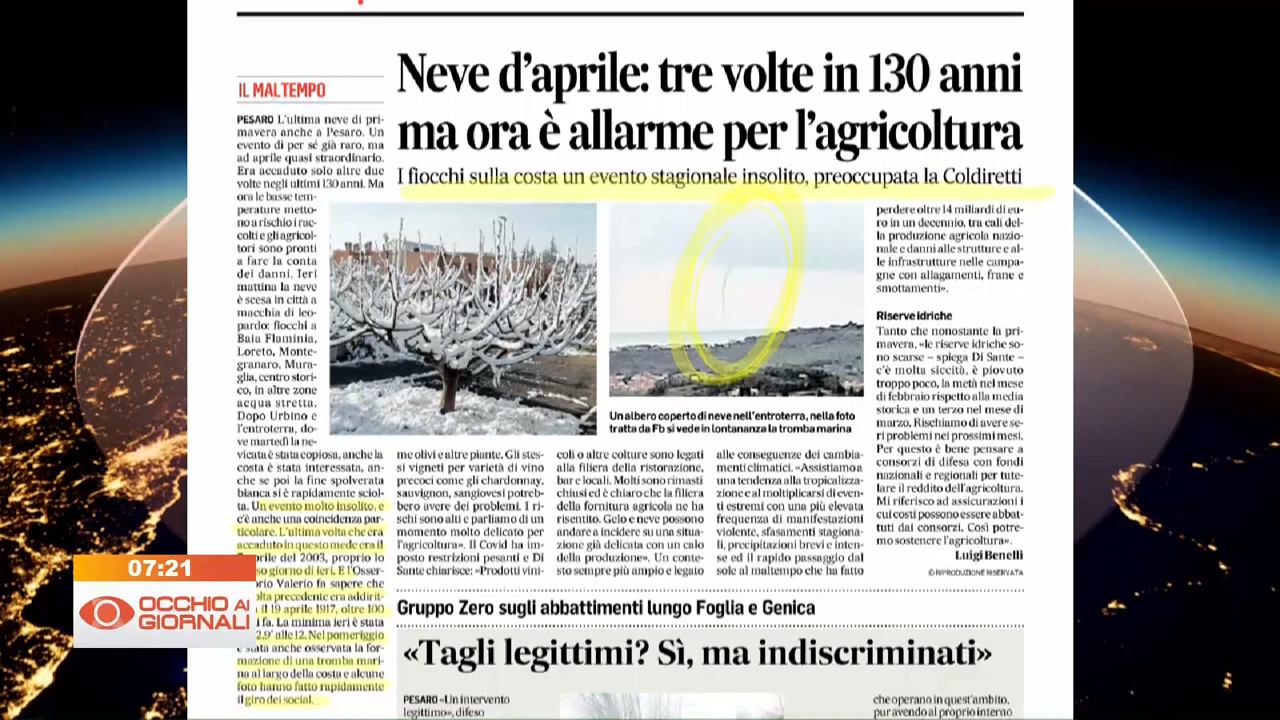 IL MALTEMPO
Neve d'aprile: tre volte in 130 anni
ma ora è allarme per l'agricoltura
I fiocchi sulla costa un evento stagionale insolito, preoccupata la Coldiretti
PESARO L'ultima neve di pri-
mavera anche a Pesaro. Un
evento di per sé già raro, ma
ad aprile quasi straordinario.
Era accaduto solo altre due
volte negli ultimi 130 anni. Ma
ora le basse tem-
perature metto-
no a rischio i rac-
colti e gli agricol-
tori sono pronti
a fare la conta
dei danni. Ieri
mattina la neve
è scesa in città a
macchia di leo-
pardo: fiocchi a
Baia Flaminia,
Loreto, Monte-
granaro, Mura-
glia, centro stori-
co, in altre zone
acqua stretta.
Dopo Urbino e
l'entroterra, do-
ve martedì la ne-
vicata è stata copiosa, anche la
costa è stata interessata, an-
che se poi la fine spolverata
bianca si è rapidamente sciol-
ta. Un evento molto insolito, e
c'è anche una coincidenza par-
ticolare. L'ultima volta che era
accaduto in questo mede era il
aprile del 2003, proprio lo
so giorno di ieri. E l'Osser-
orio Valerio fa sapere che
olta precedente era addirit-
il 19 aprile 1917, oltre 100
fa. La minima ieri è stata
2,9° alle 12. Nel pomeriggio
è stata anche osservata la for-
mazione di una tromba mari-
na al largo della costa e alcune
foto hanno fatto rapidamente
il giro dei social.
Un albero coperto di neve nell'entroterra, nella foto
tratta da Fb si vede in lontananza la tromba marina
me olivi e altre piante. Gli stes-
si vigneti per varietà di vino
precoci come gli chardonnay,
sauvignon, sangiovesi potreb-
bero avere dei problemi. I ri-
schi sono alti e parliamo di un
momento molto delicato per
l'agricoltura». Il Covid ha im-
posto restrizioni pesanti e Di
Sante chiarisce: «Prodotti vini-
coli o altre colture sono legati
alla filiera della ristorazione,
bar e locali. Molti sono rimasti
chiusi ed è chiaro che la filiera
della fornitura agricola ne ha
risentito. Gelo e neve possono
andare a incidere su una situa-
zione già delicata con un calo
della produzione». Un conte-
sto sempre più ampio e legato
alle conseguenze dei cambia-
menti climatici. «Assistiamo a
una tendenza alla tropicalizza-
zione e al moltiplicarsi di even-
ti estremi con una più elevata
frequenza di manifestazioni
violente, sfasamenti stagiona-
li, precipitazioni brevi e inten-
se ed il rapido passaggio dal
sole al maltempo che ha fatto
perdere oltre 14 miliardi di eu-
ro in un decennio, tra cali del-
la produzione agricola nazio-
nale e danni alle strutture e al-
le infrastrutture nelle campa-
gne con allagamenti, frane e
smottamenti».
Riserve idriche
Tanto che nonostante la pri-
mavera, «le riserve idriche so-
no scarse – spiega Di Sante –
c'è molta siccità, è piovuto
troppo poco, la metà nel mese
di febbraio rispetto alla media
storica e un terzo nel mese di
marzo. Rischiamo di avere se-
ri problemi nei prossimi mesi.
Per questo è bene pensare a
consorzi di difesa con fondi
nazionali e regionali per tute-
lare il reddito dell'agricoltura.
Mi riferisco ad assicurazioni i
cui costi possono essere abbat-
tuti dai consorzi. Così potre-
mo sostenere l'agricoltura».
Luigi Benelli
© RIPRODUZIONE RISERVATA
Gruppo Zero sugli abbattimenti lungo Foglia e Genica
«Tagli legittimi? Sì, ma indiscriminati»
PESARO «Un intervento
legittimo», difeso
che operano in quest'ambito,
pur avendo al proprio interno
07:21
OCCHIO AI
GIORNALI